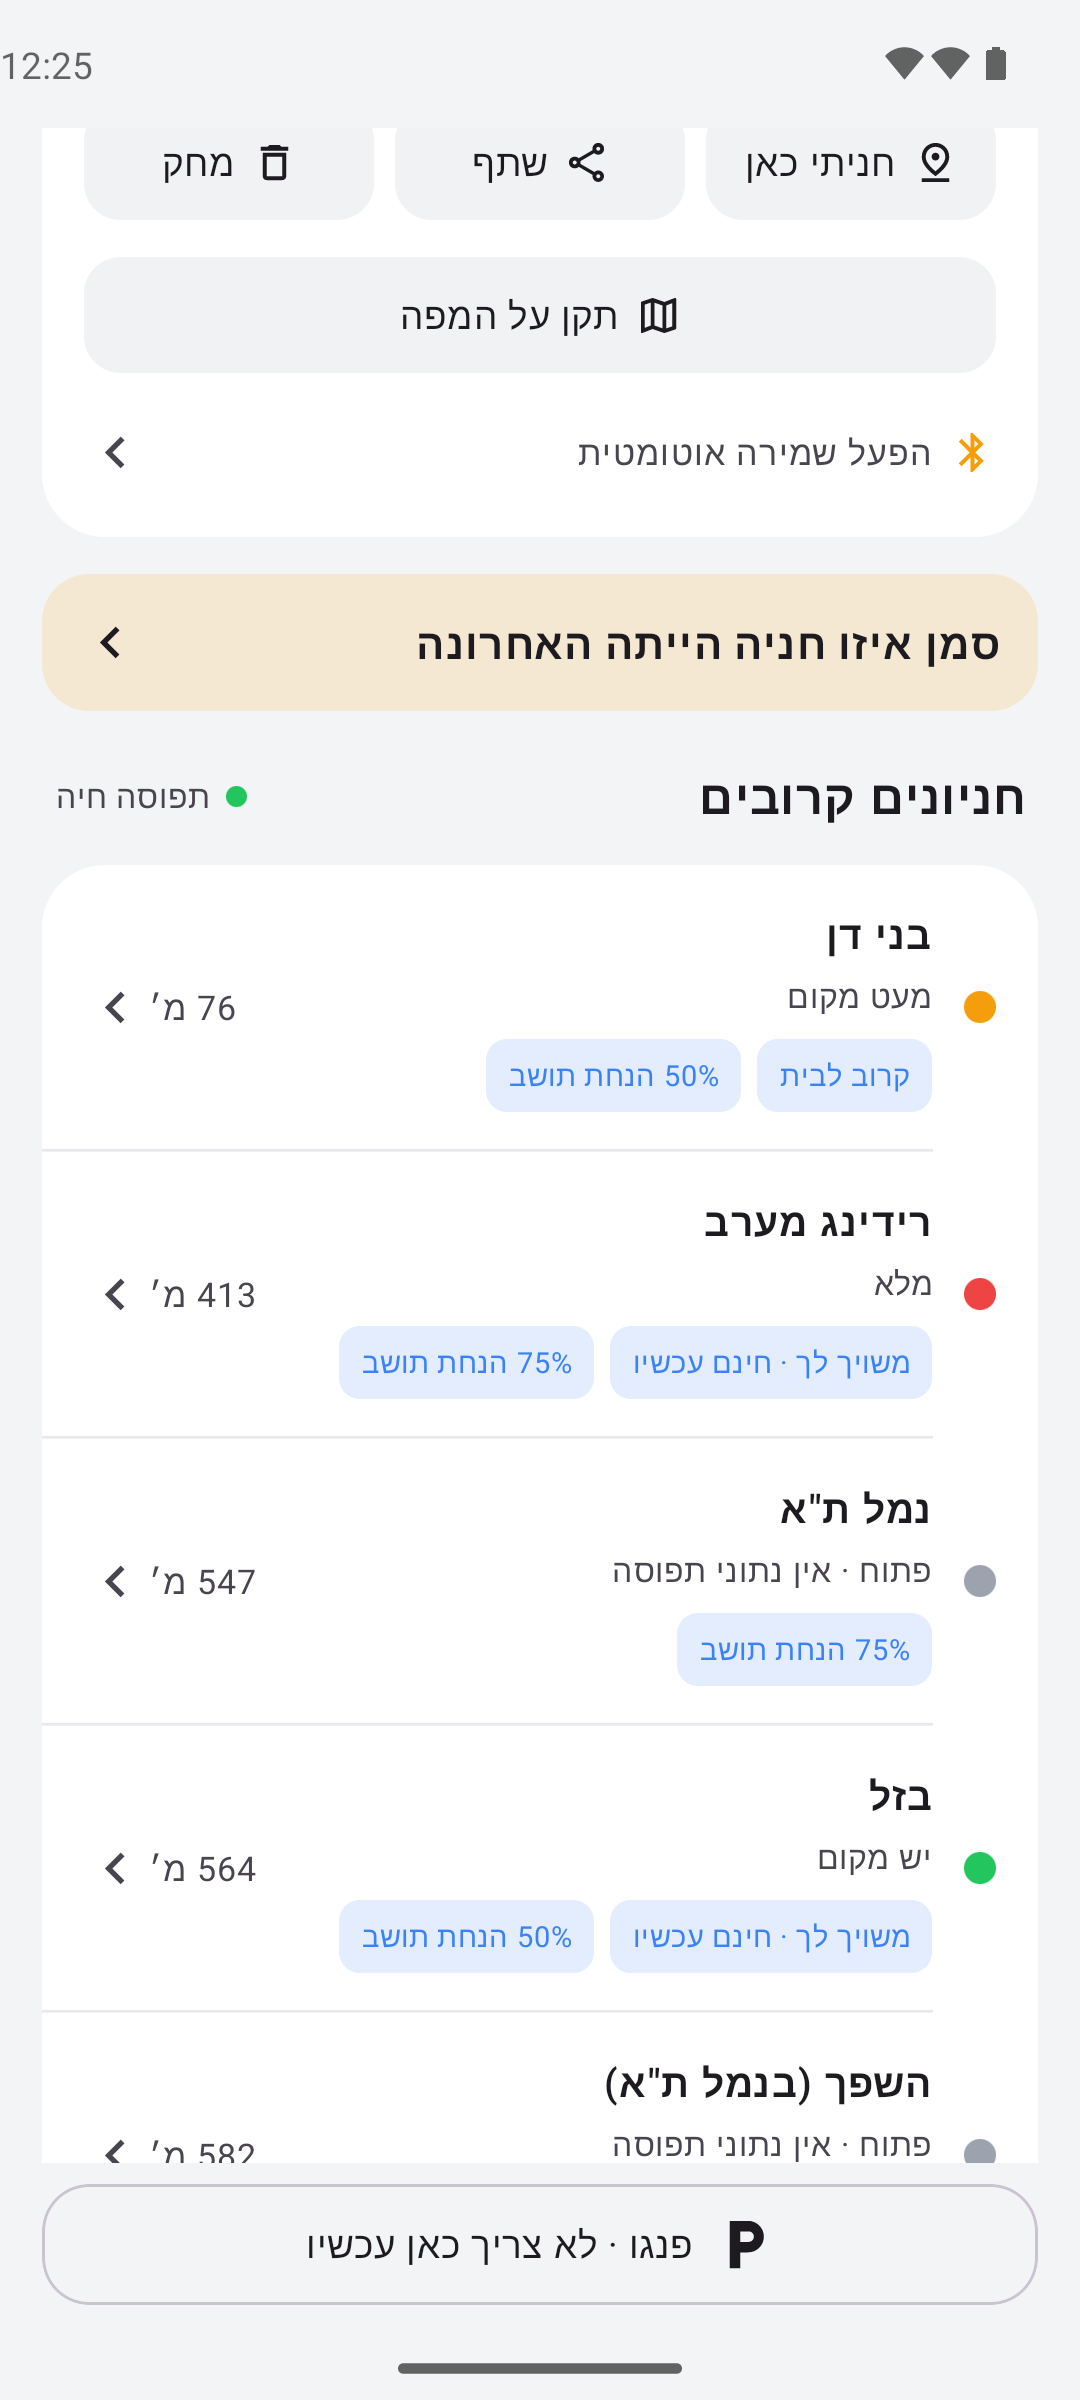 12:25
חניתי כאן
שתף
מחק
תקן על המפה
הפעל שמירה אוטומטית
סמן איזו חניה הייתה האחרונה
חניונים קרובים
תפוסה חיה
בני דן
מעט מקום
76 מ׳
קרוב לבית
50% הנחת תושב
רידינג מערב
מלא
413 מ׳
משויך לך · חינם עכשיו
75% הנחת תושב
נמל ת"א
פתוח · אין נתוני תפוסה
547 מ׳
75% הנחת תושב
בזל
יש מקום
564 מ׳
משויך לך · חינם עכשיו
50% הנחת תושב
השפך (בנמל ת"א)
פתוח · אין נתוני תפוסה
582 מ׳
פנגו · לא צריך כאן עכשיו